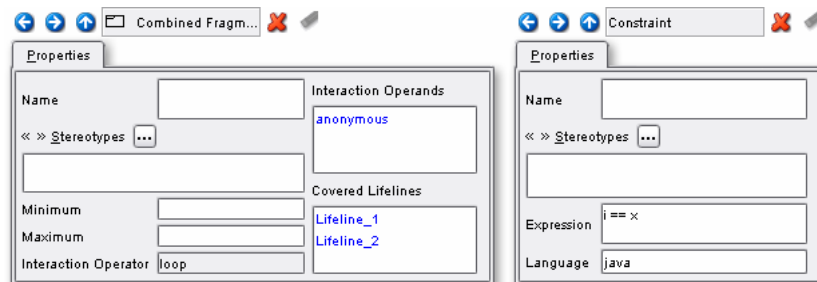 Combined Fragm...
Properties
Name
« » Stereotypes ...
Minimum
Maximum
Interaction Operator loop
Interaction Operands
anonymous
Covered Lifelines
Lifeline_1
Lifeline_2
Constraint
Properties
Name
« » Stereotypes ...
Expression i == x
Language java